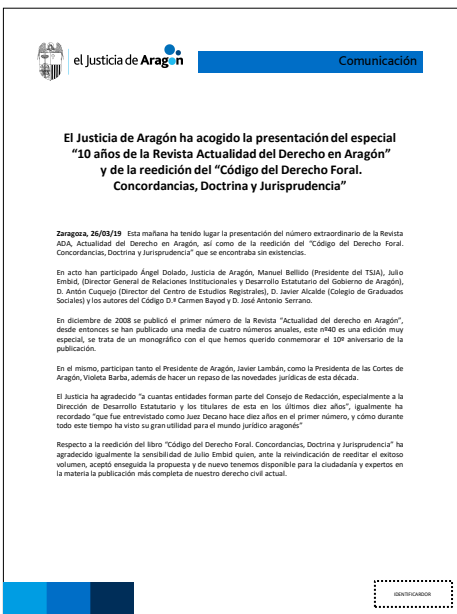 el Justicia de Aragón
Comunicación
El Justicia de Aragón ha acogido la presentación del especial
“10 años de la Revista Actualidad del Derecho en Aragón”
y de la reedición del “Código del Derecho Foral.
Concordancias, Doctrina y Jurisprudencia”
Zaragoza, 26/03/19 Esta mañana ha tenido lugar la presentación del número extraordinario de la Revista
ADA, Actualidad del Derecho en Aragón, así como de la reedición del “Código del Derecho Foral.
Concordancias, Doctrina y Jurisprudencia” que se encontraba sin existencias.
En acto han participado Ángel Dolado, Justicia de Aragón, Manuel Bellido (Presidente del TSJA), Julio
Embid, (Director General de Relaciones Institucionales y Desarrollo Estatutario del Gobierno de Aragón),
D. Antón Cuquejo (Director del Centro de Estudios Registrales), D. Javier Alcalde (Colegio de Graduados
Sociales) y los autores del Código D.ª Carmen Bayod y D. José Antonio Serrano.
En diciembre de 2008 se publicó el primer número de la Revista “Actualidad del derecho en Aragón”,
desde entonces se han publicado una media de cuatro números anuales, este nº40 es una edición muy
especial, se trata de un monográfico con el que hemos querido conmemorar el 10º aniversario de la
publicación.
En el mismo, participan tanto el Presidente de Aragón, Javier Lambán, como la Presidenta de las Cortes de
Aragón, Violeta Barba, además de hacer un repaso de las novedades jurídicas de esta década.
El Justicia ha agradecido “a cuantas entidades forman parte del Consejo de Redacción, especialmente a la
Dirección de Desarrollo Estatutario y los titulares de esta en los últimos diez años”, igualmente ha
recordado “que fue entrevistado como Juez Decano hace diez años en el primer número, y cómo durante
todo este tiempo ha visto su gran utilidad para el mundo jurídico aragonés”
Respecto a la reedición del libro “Código del Derecho Foral. Concordancias, Doctrina y Jurisprudencia” ha
agradecido igualmente la sensibilidad de Julio Embid quien, ante la reivindicación de reeditar el exitoso
volumen, aceptó enseguida la propuesta y de nuevo tenemos disponible para la ciudadanía y expertos en
la materia la publicación más completa de nuestro derecho civil actual.
IDENTIFICARDOR